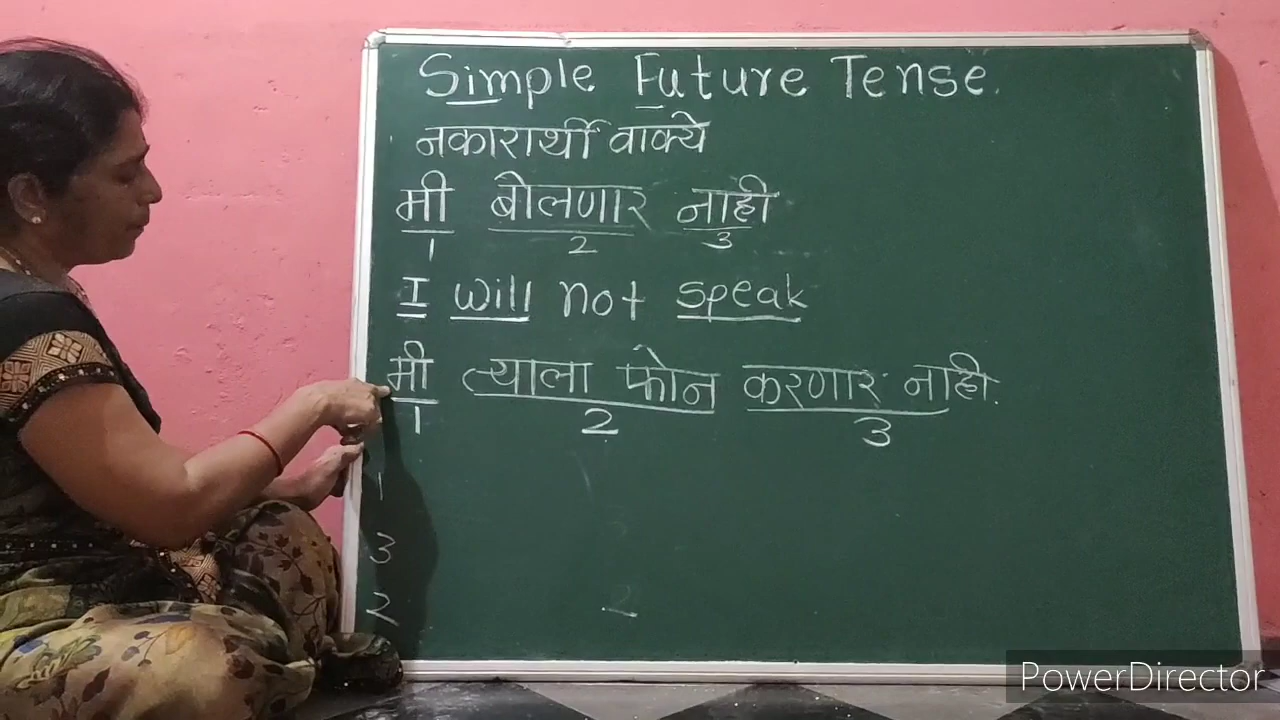 Simple Future Tense.
नकारार्थी वाक्ये
मी बोलणार नाही
1 2 3
I will not speak
मी त्याला फोन करणार नाही.
1 2 3
1
3
2 2
PowerDirector